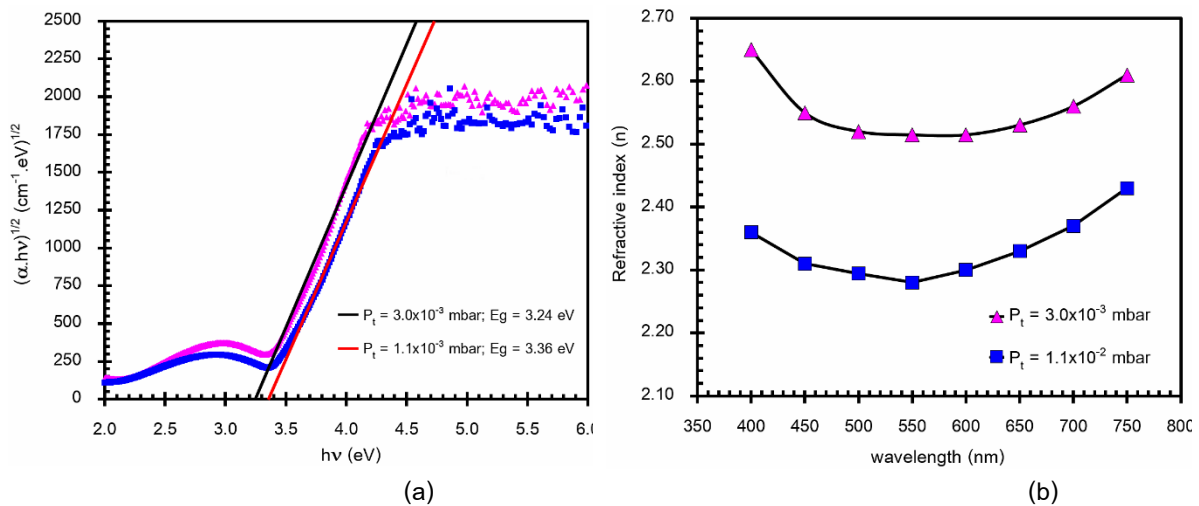 2500
2250
2000
1750
1500
1250
1000
750
500
250
0
(α.hν)¹ᐟ² (cm⁻¹.eV)¹ᐟ²
Pₜ = 3.0x10⁻³ mbar; Eg = 3.24 eV
Pₜ = 1.1x10⁻³ mbar; Eg = 3.36 eV
2.0 2.5 3.0 3.5 4.0 4.5 5.0 5.5 6.(
hν (eV)
(a)
2.70
2.60
2.50
2.40
2.30
2.20
2.10
Refractive index (n)
Pₜ = 3.0x10⁻³ mbar
Pₜ = 1.1x10⁻² mbar
350 400 450 500 550 600 650 700 750 800
wavelength (nm)
(b)